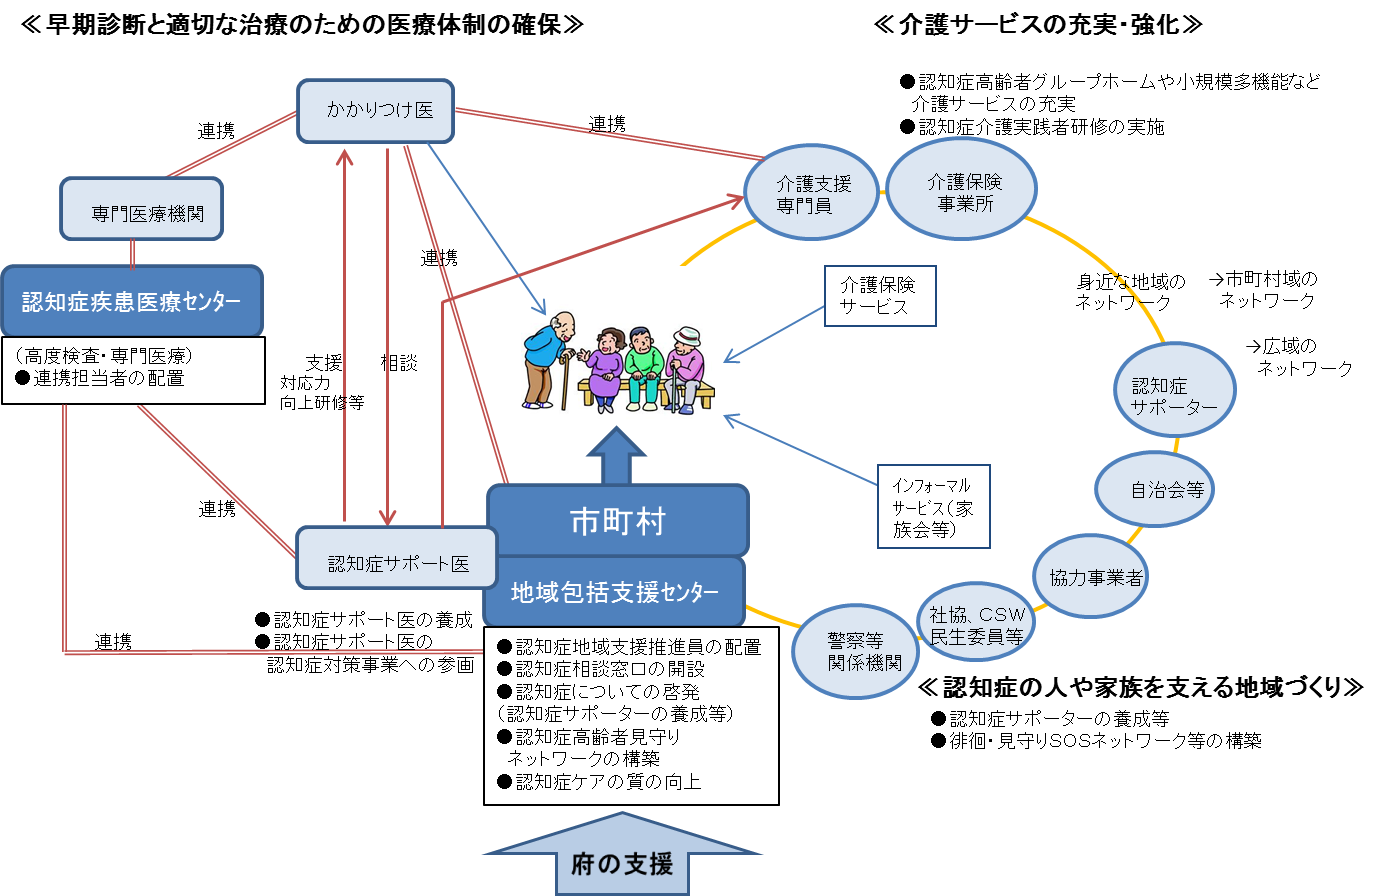 ≪早期診断と適切な治療のための医療体制の確保≫
≪介護サービスの充実・強化≫
●認知症高齢者グループホームや小規模多機能など
介護サービスの充実
●認知症介護実践者研修の実施
かかりつけ医
連携
連携
専門医療機関
介護支援
専門員
介護保険
事業所
連携
認知症疾患医療センター
（高度検査・専門医療）
●連携担当者の配置
支援
対応力
向上研修等
相談
介護保険
サービス
身近な地域の
ネットワーク
→市町村域の
ネットワーク
→広域の
ネットワーク
認知症
サポーター
自治会等
インフォーマル
サービス（家
族会等）
連携
市町村
認知症サポート医
地域包括支援センター
協力事業者
社協、ＣＳＷ
民生委員等
警察等
関係機関
●認知症サポート医の養成
●認知症サポート医の
認知症対策事業への参画
連携
●認知症地域支援推進員の配置
●認知症相談窓口の開設
●認知症についての啓発
（認知症サポーターの養成等）
●認知症高齢者見守り
ネットワークの構築
●認知症ケアの質の向上
≪認知症の人や家族を支える地域づくり≫
●認知症サポーターの養成等
●徘徊・見守りＳＯＳネットワーク等の構築
府の支援